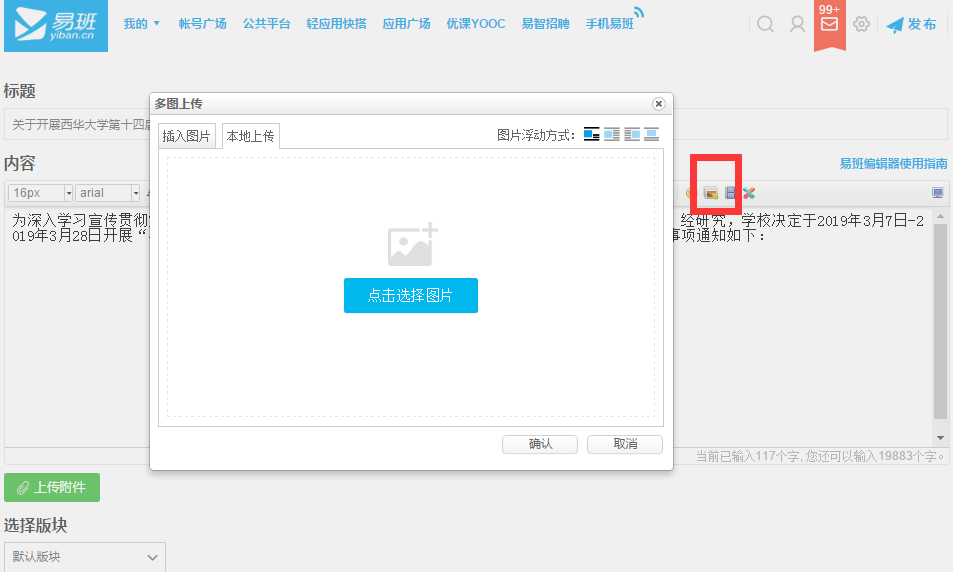 易班
yiban.cn
我的 帐号广场 公共平台 轻应用快搭 应用广场 优课YOOC 易智招聘 手机易班
99+
发布
标题
关于开展西华大学第十四届
内容
易班编辑器使用指南
16px arial
为深入学习宣传贯彻
经研究，学校决定于2019年3月7日-2
019年3月28日开展“
事项通知如下：
多图上传
插入图片 本地上传
图片浮动方式：
点击选择图片
确认 取消
当前已输入117个字, 您还可以输入19883个字。
上传附件
选择版块
默认版块